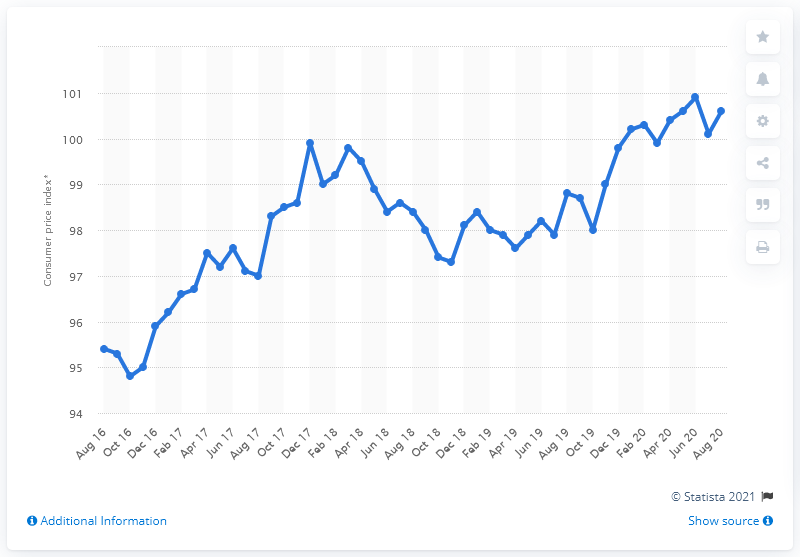 Consumer price index*
101
100
99
98
97
96
95
94
Aug 16
Oct 16
Dec 16
Feb 17
Apr 17
Jun 17
Aug 17
Oct 17
Dec 17
Feb 18
Apr 18
Jun 18
Aug 18
Oct 18
Dec 18
Feb 19
Apr 19
Jun 19
Aug 19
Oct 19
Dec 19
Feb 20
Apr 20
Jun 20
Aug 20
© Statista 2021
Additional Information
Show source